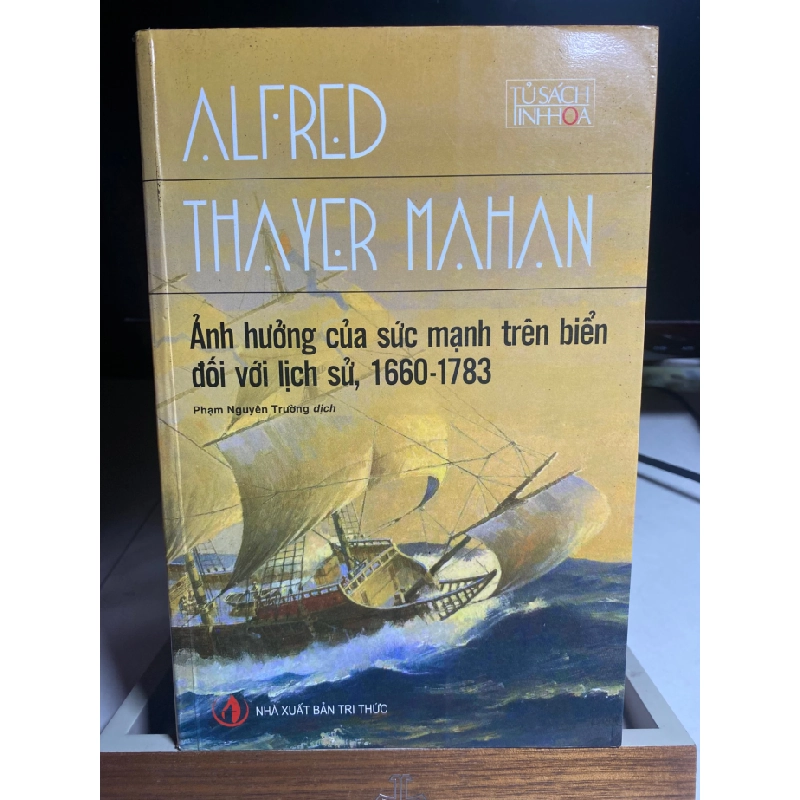 ALFRED
TỦ SÁCH
TINH HOA
THAYER MAHAN
Ảnh hưởng của sức mạnh trên biển
đối với lịch sử, 1660-1783
Phạm Nguyên Trường dịch
NHÀ XUẤT BẢN TRI THỨC